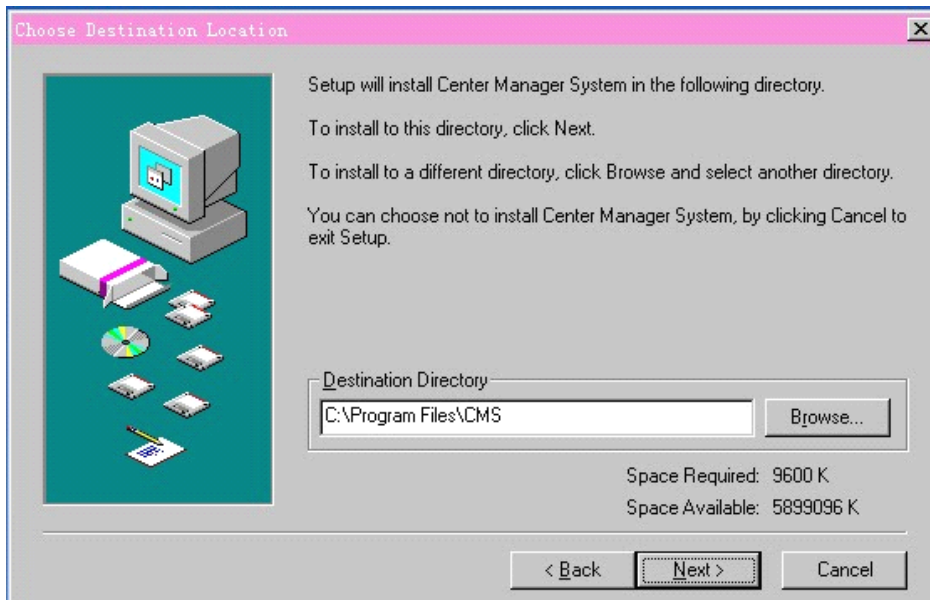 Choose Destination Location
Setup will install Center Manager System in the following directory.
To install to this directory, click Next.
To install to a different directory, click Browse and select another directory.
You can choose not to install Center Manager System, by clicking Cancel to
exit Setup.
Destination Directory
C:\Program Files\CMS
Browse...
Space Required: 9600 K
Space Available: 5899096 K
< Back
Next >
Cancel